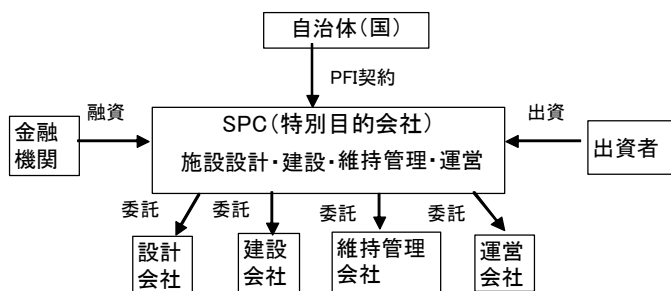 自治体(国)
PFI契約
融資
出資
金融
機関
SPC(特別目的会社)
施設設計・建設・維持管理・運営
出資者
委託
委託
委託
委託
設計
会社
建設
会社
維持管理
会社
運営
会社